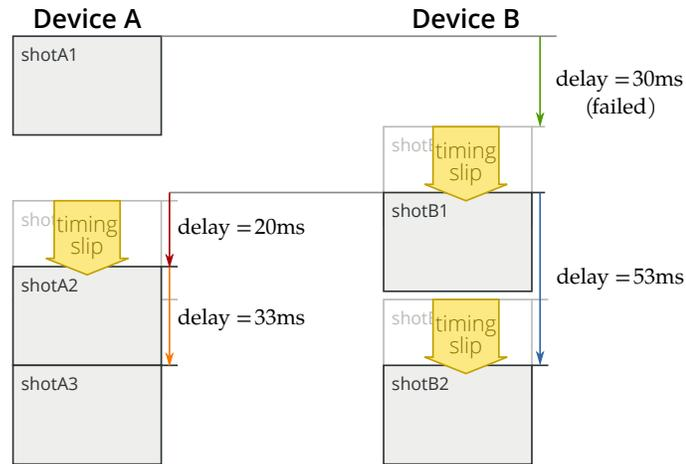 Device A
Device B
shotA1
delay = 30ms
(failed)
timing
slip
timing
slip
shotB1
delay = 20ms
shotA2
delay = 53ms
delay = 33ms
timing
slip
shotA3
shotB2